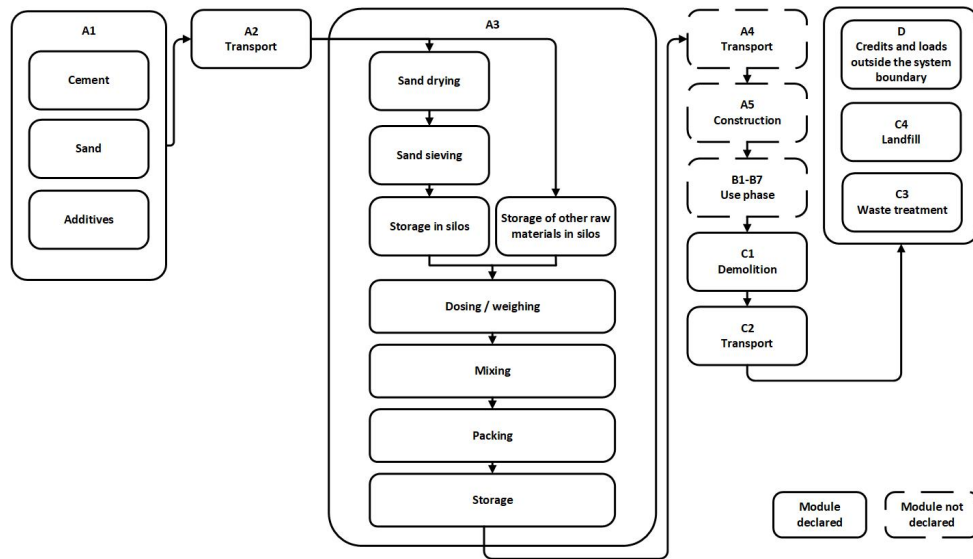 A1
Cement
Sand
Additives
A2
Transport
A3
Sand drying
Sand sieving
Storage in silos
Storage of other raw
materials in silos
Dosing / weighing
Mixing
Packing
Storage
A4
Transport
A5
Construction
B1-B7
Use phase
C1
Demolition
C2
Transport
D
Credits and loads
outside the system
boundary
C4
Landfill
C3
Waste treatment
Module
declared
Module not
declared